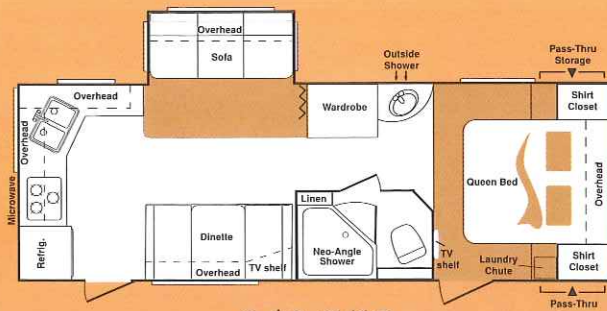 Overhead
Sofa
Outside
Shower
Pass-Thru
Storage
Overhead
Overhead
Wardrobe
Shirt
Closet
Microwave
Queen Bed
Overhead
Linen
Refrig.
Dinette
Overhead
TV shelf
Neo-Angle
Shower
TV
shelf
Laundry
Chute
Shirt
Closet
Pass-Thru